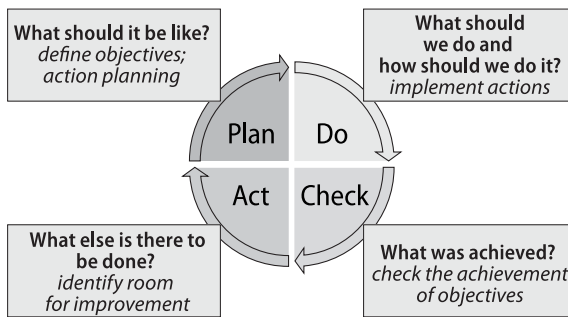 What should it be like?
define objectives;
action planning
What should
we do and
how should we do it?
implement actions
Plan
Do
Act
Check
What else is there to
be done?
identify room
for improvement
What was achieved?
check the achievement
of objectives